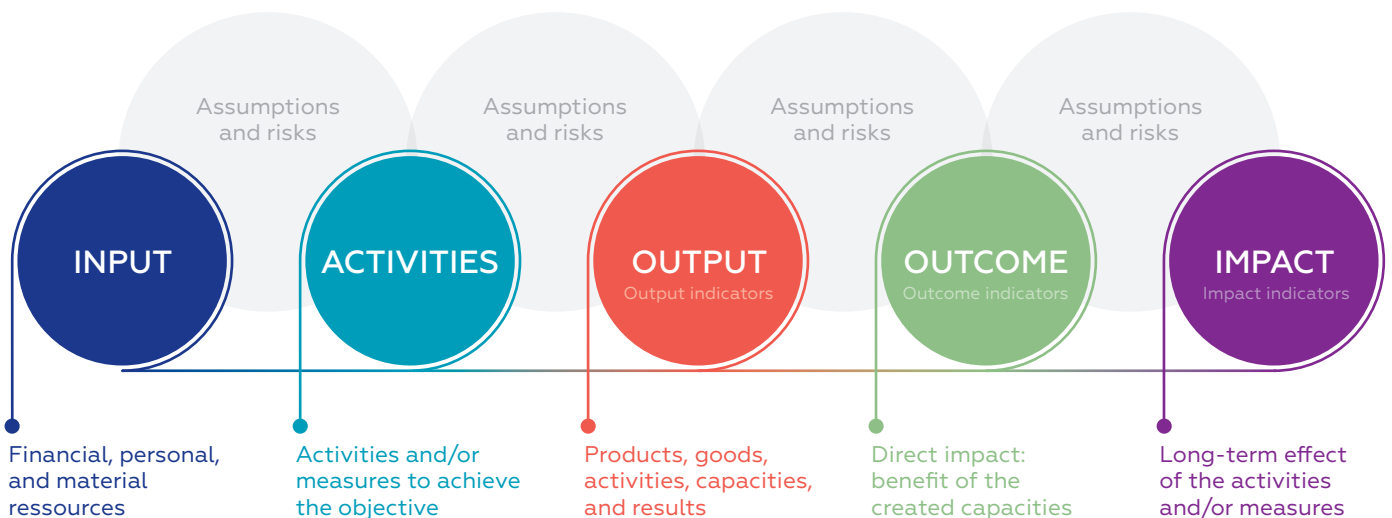 Assumptions
and risks
Assumptions
and risks
Assumptions
and risks
Assumptions
and risks
INPUT
ACTIVITIES
OUTPUT
Output indicators
OUTCOME
Outcome indicators
IMPACT
Impact indicators
Financial, personal,
and material
ressources
Activities and/or
measures to achieve
the objective
Products, goods,
activities, capacities,
and results
Direct impact:
benefit of the
created capacities
Long-term effect
of the activities
and/or measures